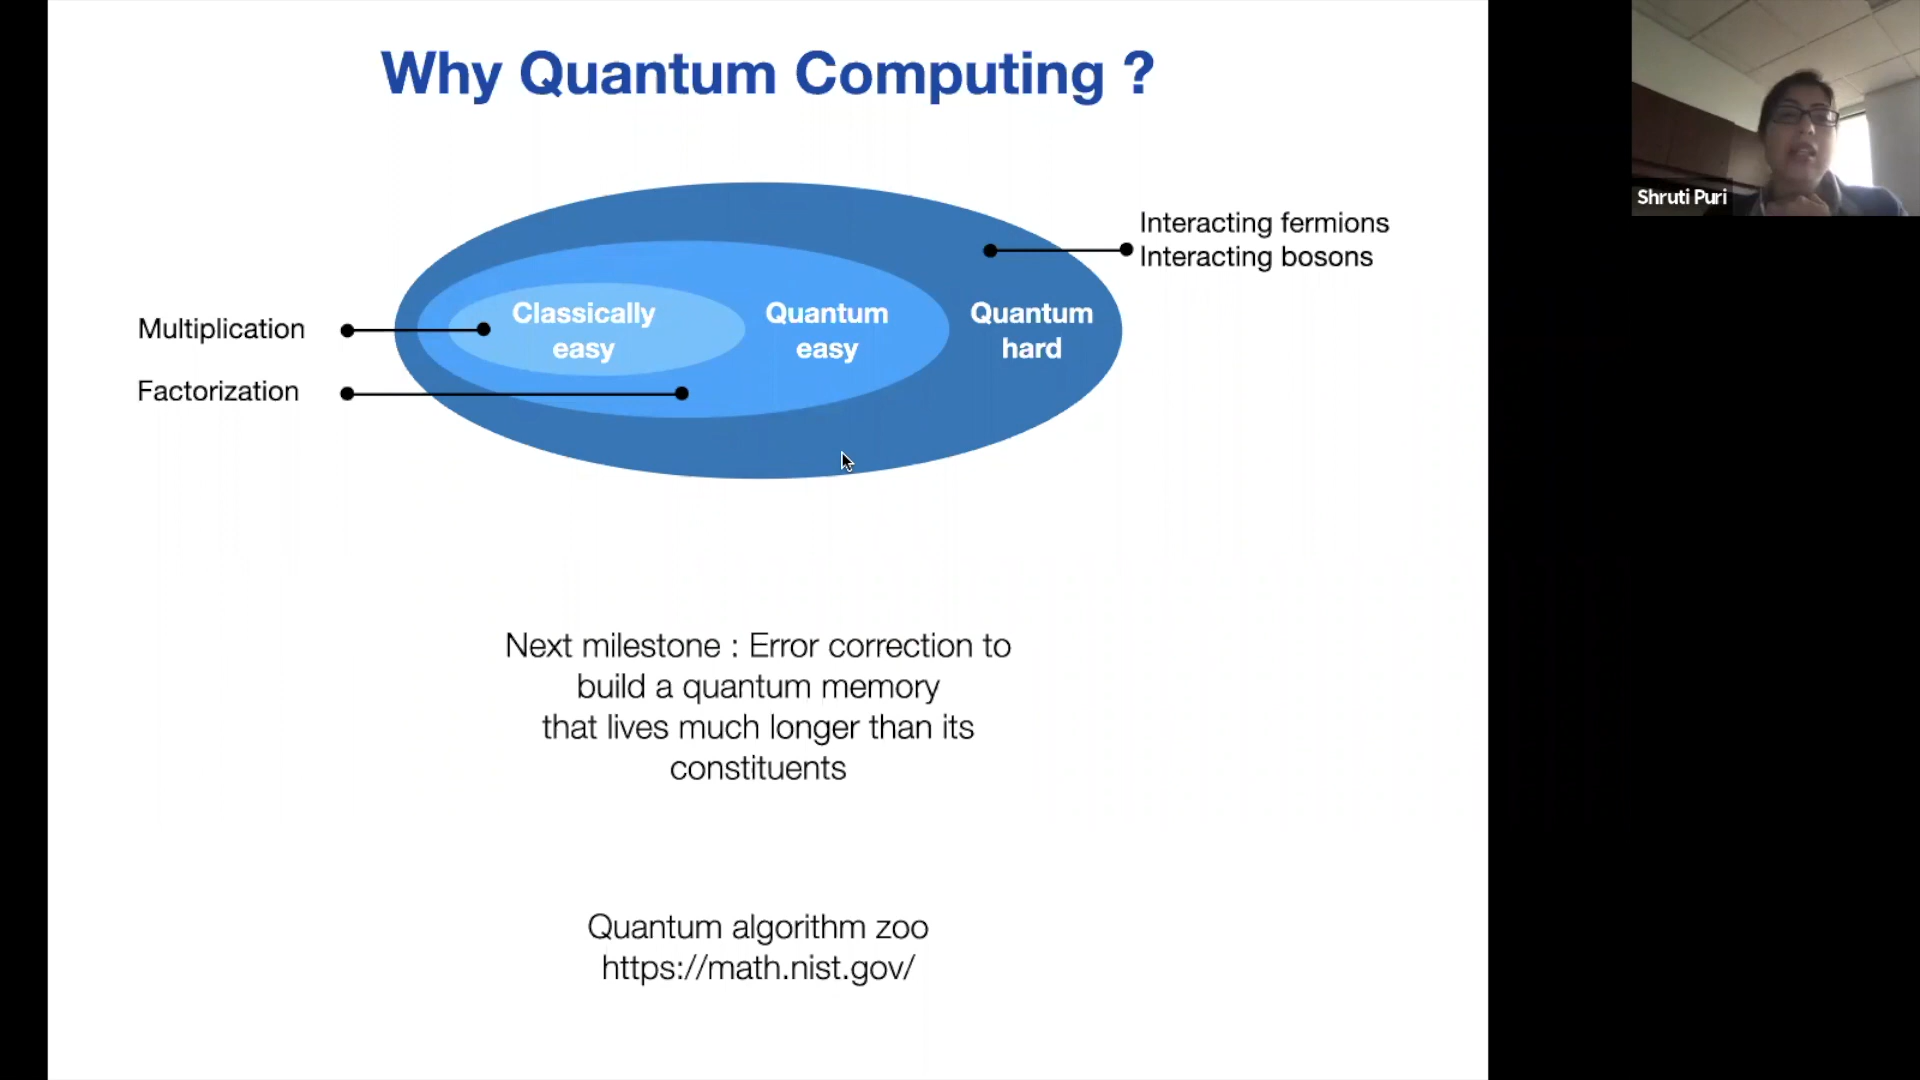 Why Quantum Computing ?
Shruti Puri
Interacting fermions
Interacting bosons
Multiplication
Factorization
Classically
easy
Quantum
easy
Quantum
hard
Next milestone : Error correction to
build a quantum memory
that lives much longer than its
constituents
Quantum algorithm zoo
https://math.nist.gov/